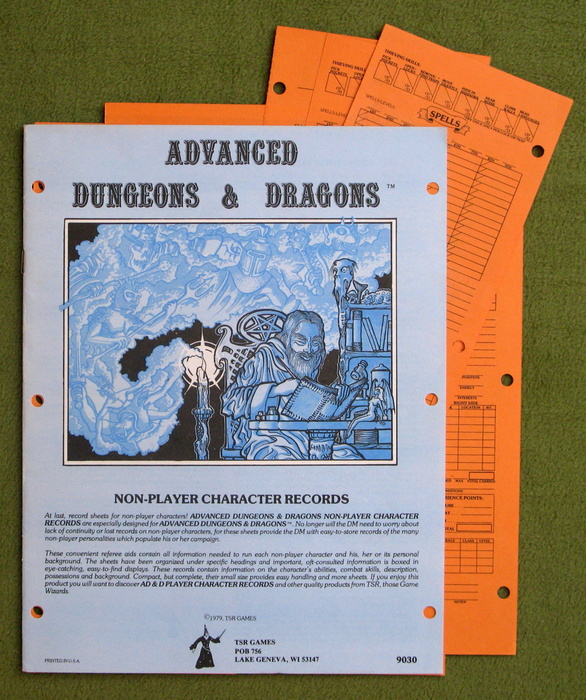 ADVANCED
DUNGEONS & DRAGONS™
NON-PLAYER CHARACTER RECORDS
At last, record sheets for non-player characters! ADVANCED DUNGEONS & DRAGONS NON-PLAYER CHARACTER
RECORDS are especially designed for ADVANCED DUNGEONS & DRAGONS™. No longer will the DM need to worry about
lack of continuity or lost records on non-player characters, for these sheets provide the DM with easy-to-store records of the many
non-player personalities which populate his or her campaign.
These convenient referee aids contain all information needed to run each non-player character and his, her or its personal
background. The sheets have been organized under specific headings and important, oft-consulted information is boxed in
eye-catching, easy-to-find displays. These records contain information on the character's abilities, combat skills, description,
possessions and background. Compact, but complete, their small size provides easy handling and more sheets. If you enjoy this
product you will want to discover AD & D PLAYER CHARACTER RECORDS and other quality products from TSR, those Game
Wizards.
©1979, TSR GAMES
TSR GAMES
POB 756
LAKE GENEVA, WI 53147
PRINTED IN U.S.A.
9030
THIEVING SKILLS:
THIEVING SKILLS:
SPELLS